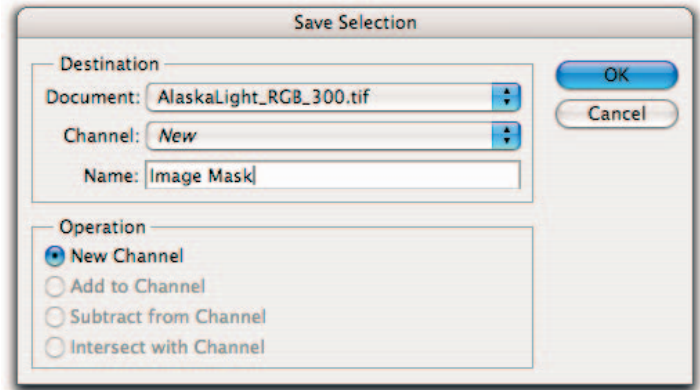 Save Selection
Destination
Document: AlaskaLight_RGB_300.tif
Channel: New
Name: Image Mask
OK
Cancel
Operation
New Channel
Add to Channel
Subtract from Channel
Intersect with Channel